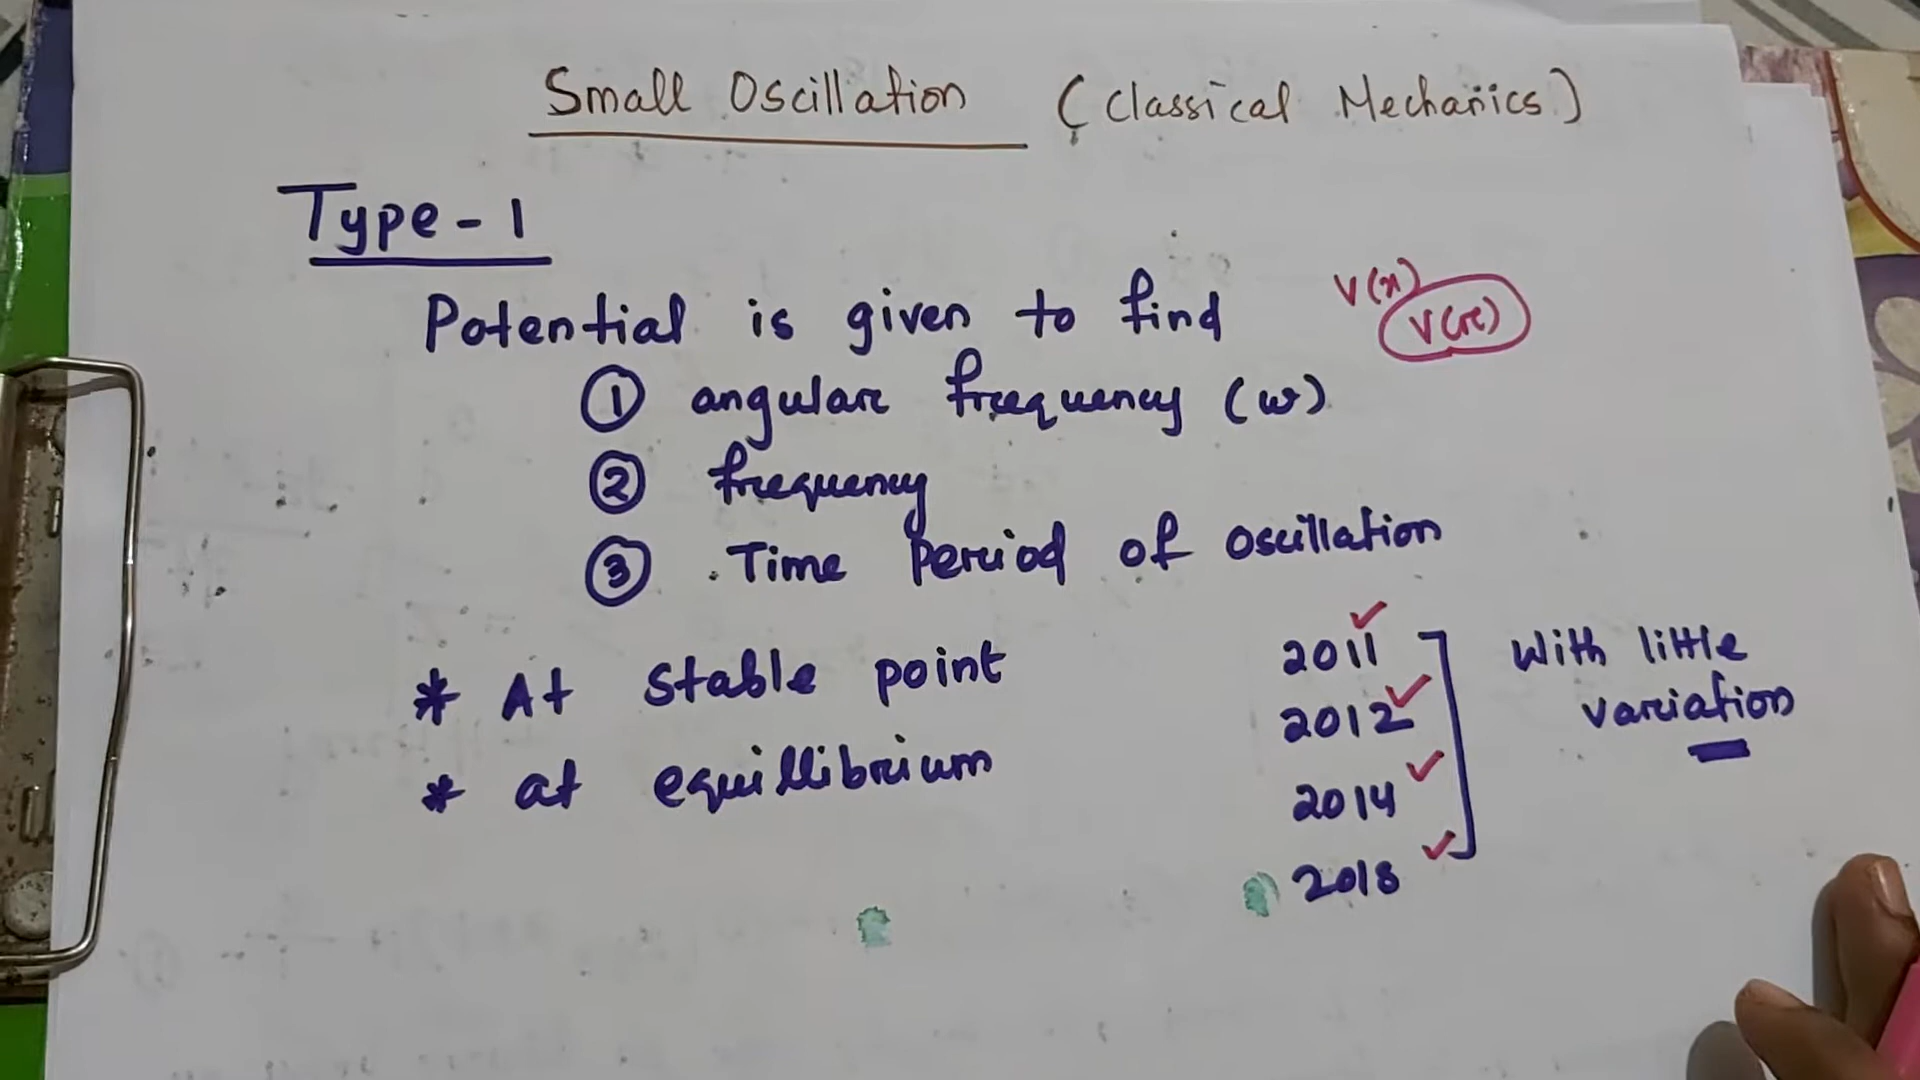 Small Oscillation (Classical Mechanics)
Type-1
Potential is given to find
V(x)
V(r)
① angular frequency (ω)
② frequency
③ Time Period of oscillation
* At stable point
* at equillibrium
2011 ✓
2012 ✓
2014 ✓
2018 ✓
With little
variation